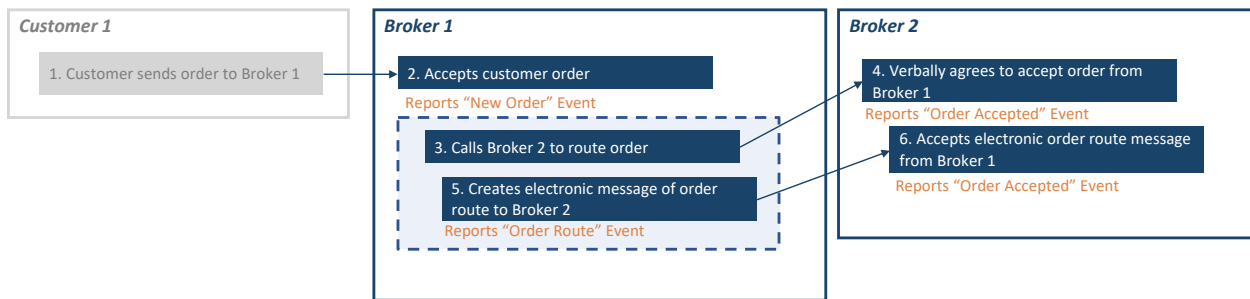 Customer 1
1. Customer sends order to Broker 1
Broker 1
2. Accepts customer order
Reports “New Order” Event
3. Calls Broker 2 to route order
5. Creates electronic message of order
route to Broker 2
Reports “Order Route” Event
Broker 2
4. Verbally agrees to accept order from
Broker 1
Reports “Order Accepted” Event
6. Accepts electronic order route message
from Broker 1
Reports “Order Accepted” Event